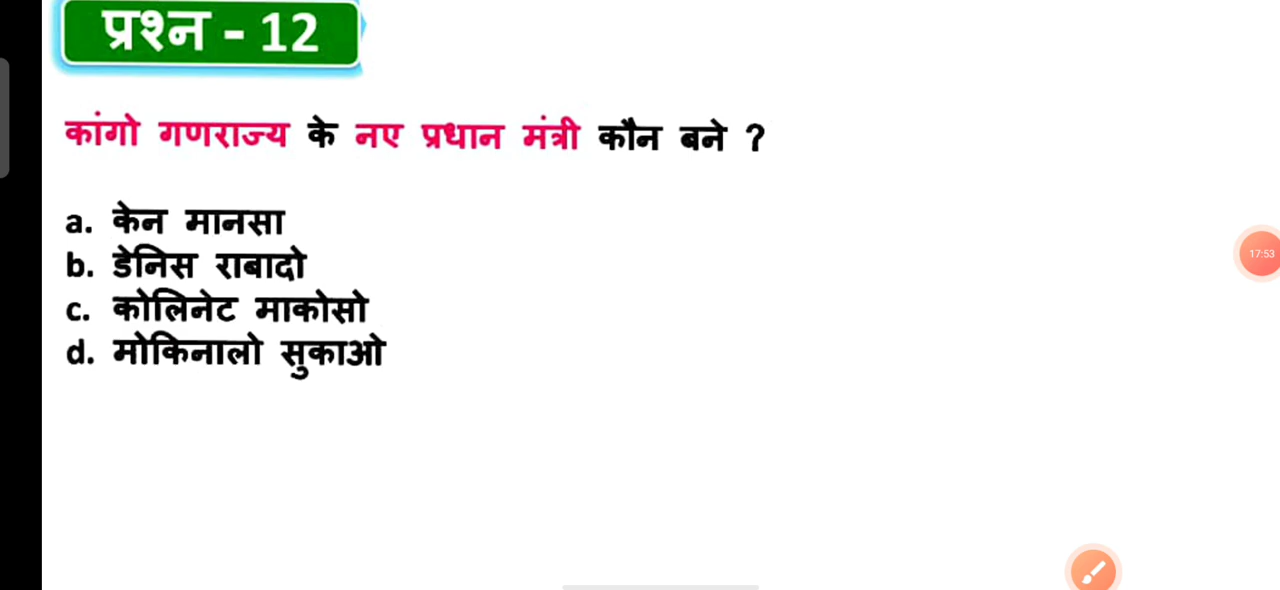 प्रश्न - 12
कांगो गणराज्य के नए प्रधान मंत्री कौन बने ?
a. केन मानसा
b. डेनिस राबादो
c. कोलिनेट माकोसो
d. मोकिनालो सुकाओ
17:53